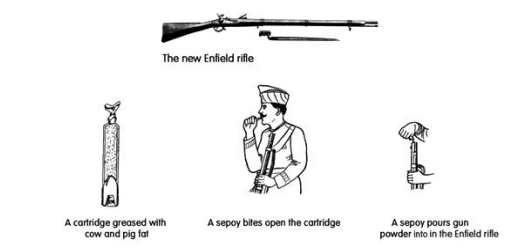 The new Enfield rifle
A cartridge greased with
cow and pig fat
A sepoy bites open the cartridge
A sepoy pours gun
powder into in the Enfield rifle